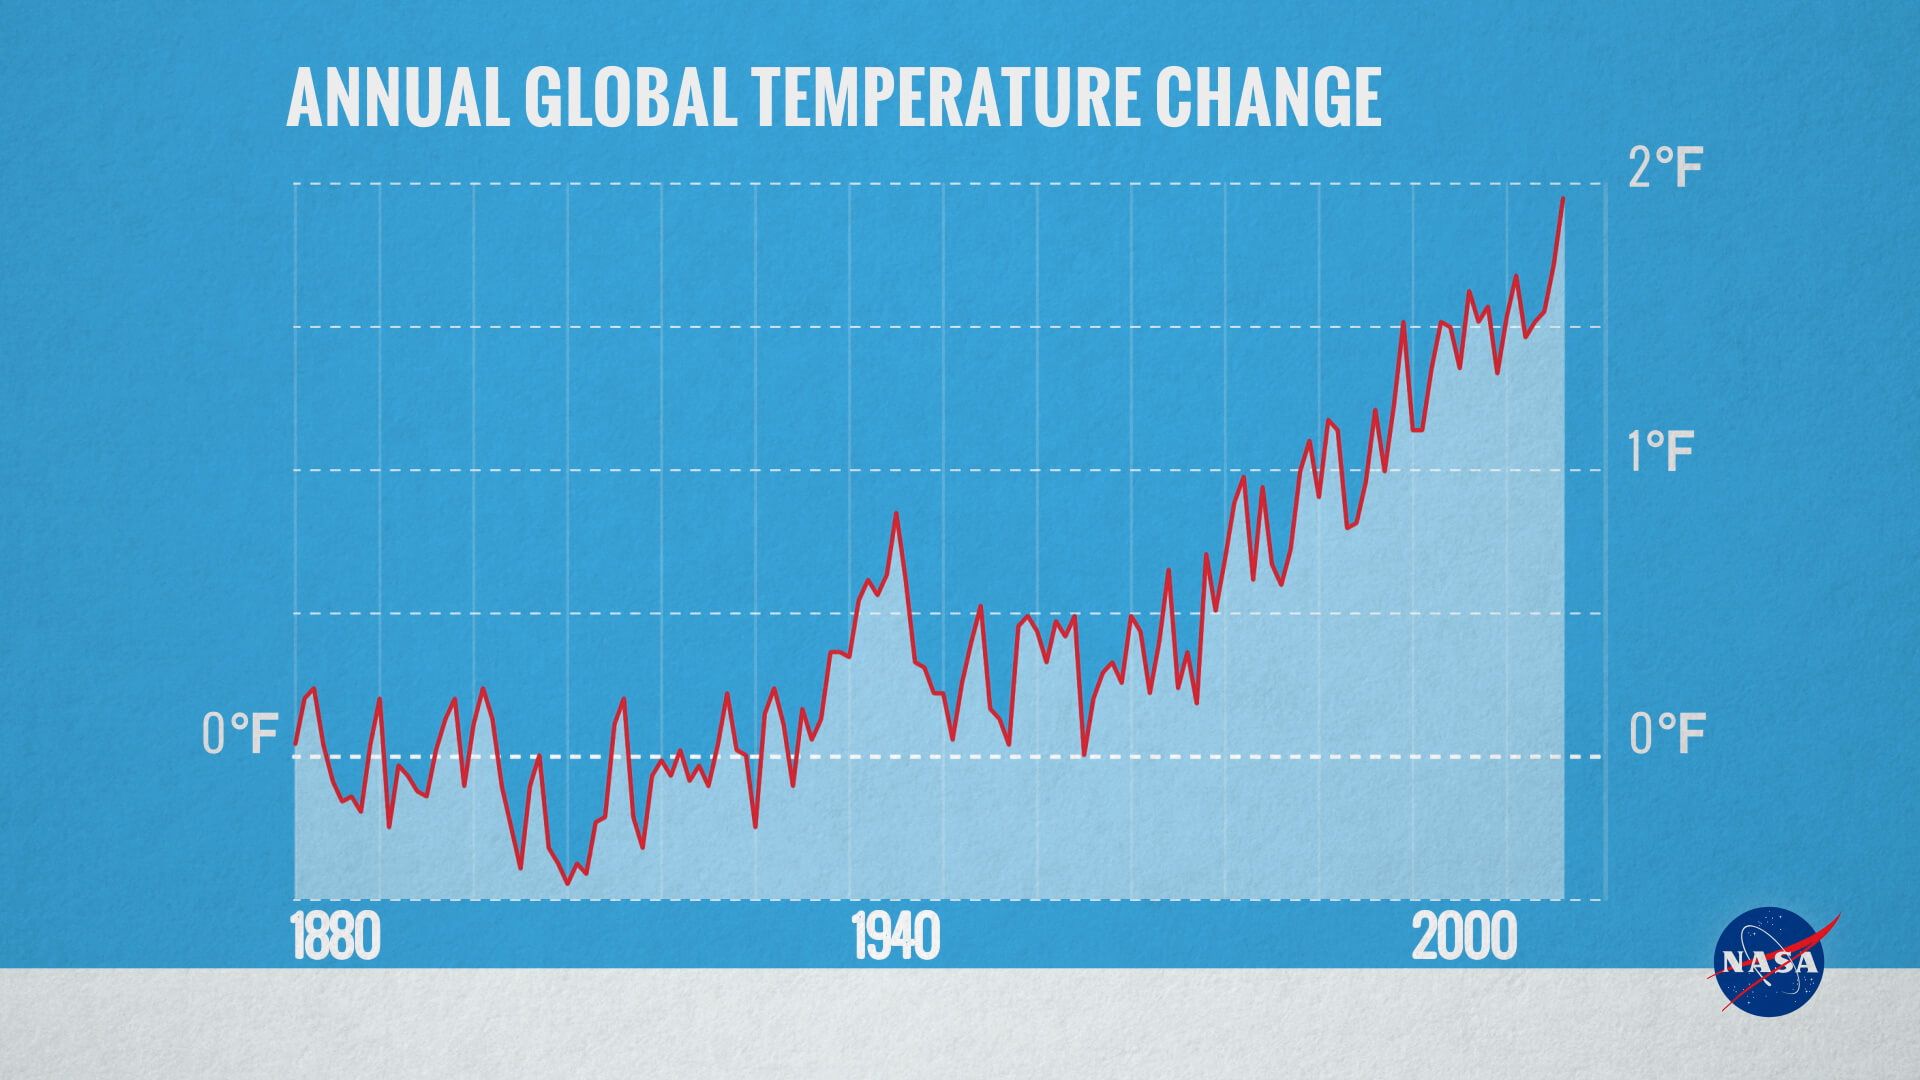 ANNUAL GLOBAL TEMPERATURE CHANGE
2°F
1°F
0°F 0°F
1880 1940 2000
NASA